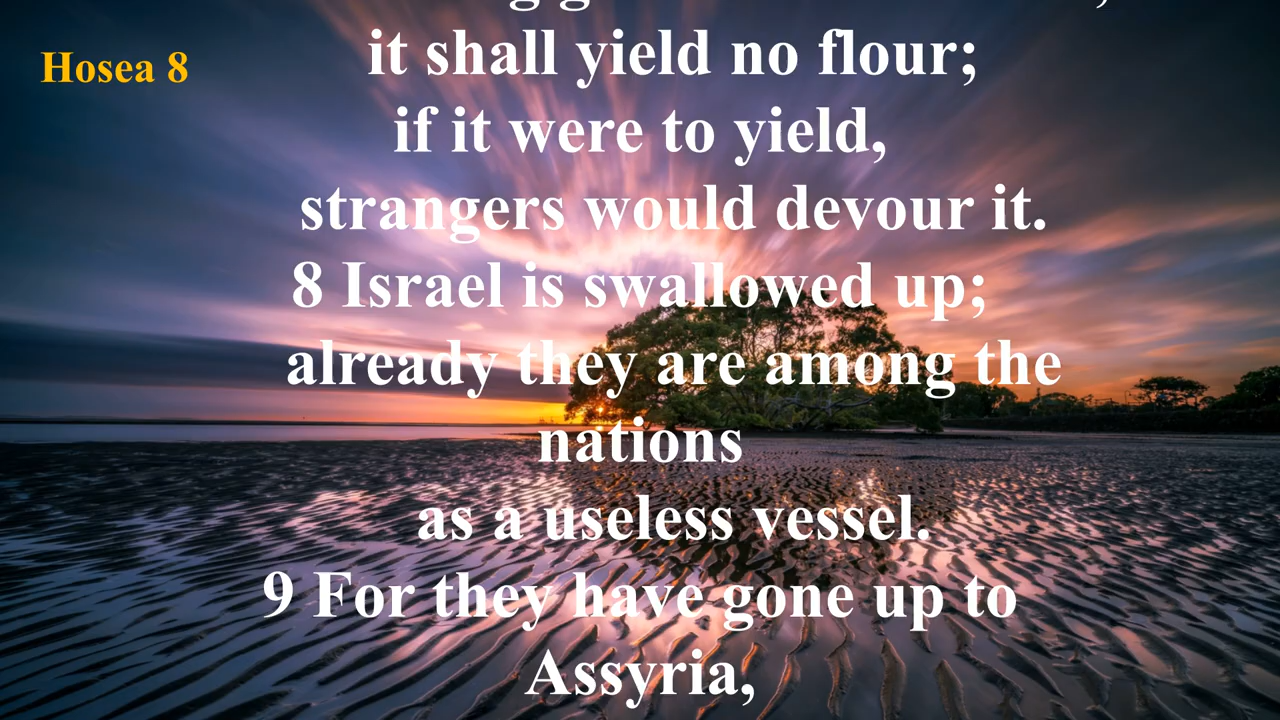 Hosea 8
it shall yield no flour;
if it were to yield,
strangers would devour it.
8 Israel is swallowed up;
already they are among the
nations
as a useless vessel.
9 For they have gone up to
Assyria,